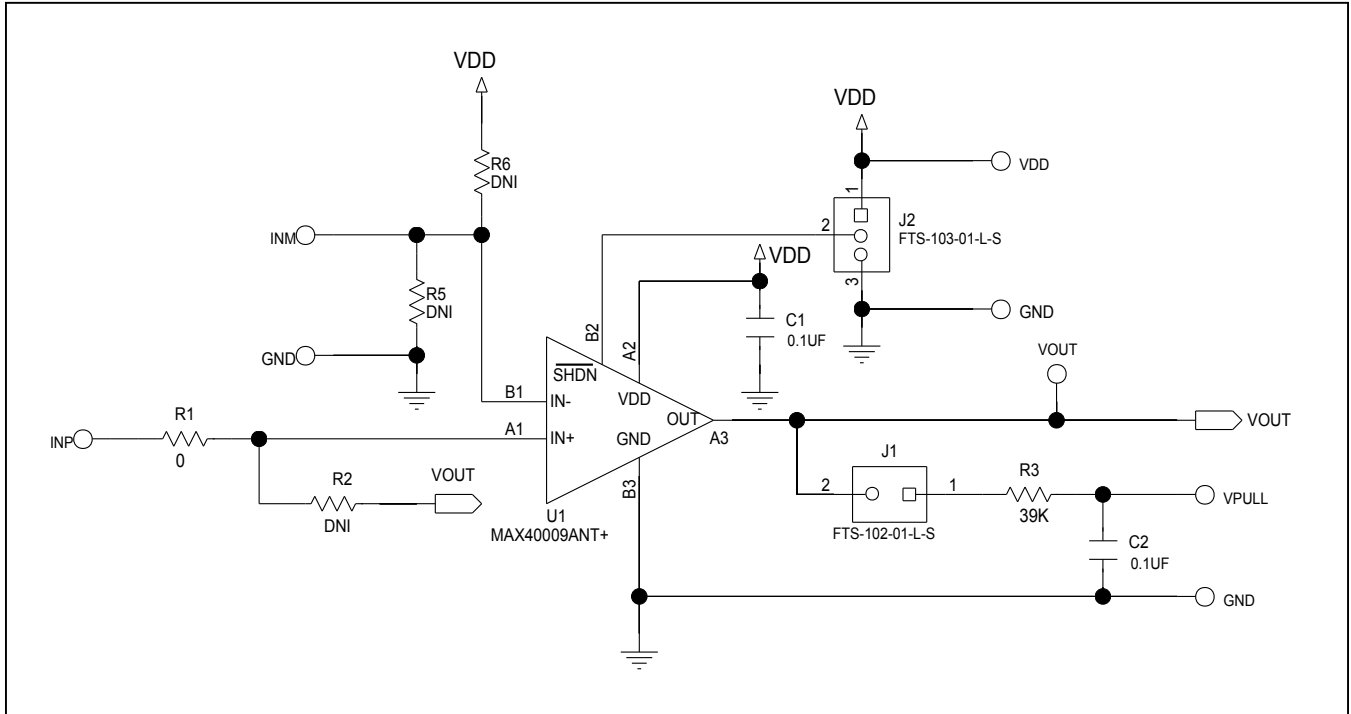 VDD
R6
DNI
INM
R5
DNI
GND
VDD
VDD
1
2
J2
FTS-103-01-L-S
3
GND
VDD
C1
0.1UF
B2
A2
SHDN
VDD
B1
IN-
A1
IN+
GND
OUT
A3
B3
U1
MAX40009ANT+
INP
R1
0
R2
DNI
VOUT
VOUT
VOUT
J1
2
1
FTS-102-01-L-S
R3
39K
VPULL
C2
0.1UF
GND